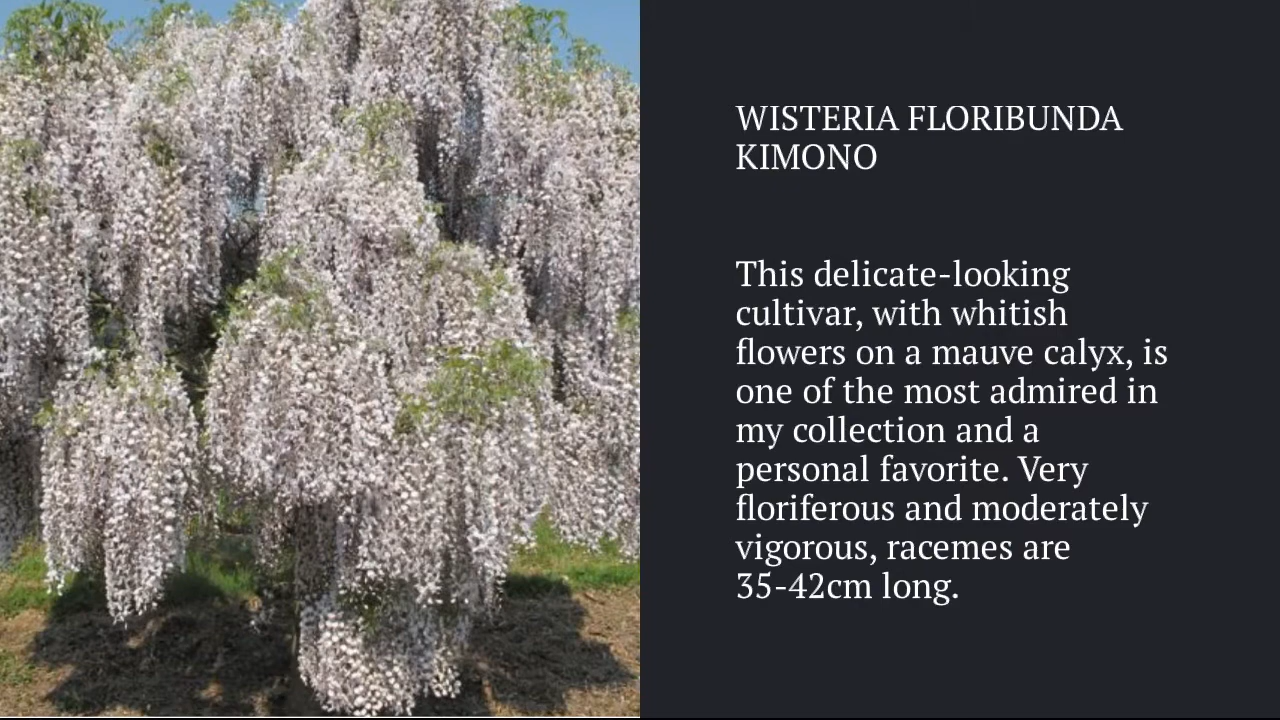 WISTERIA FLORIBUNDA
KIMONO
This delicate-looking
cultivar, with whitish
flowers on a mauve calyx, is
one of the most admired in
my collection and a
personal favorite. Very
floriferous and moderately
vigorous, racemes are
35-42cm long.